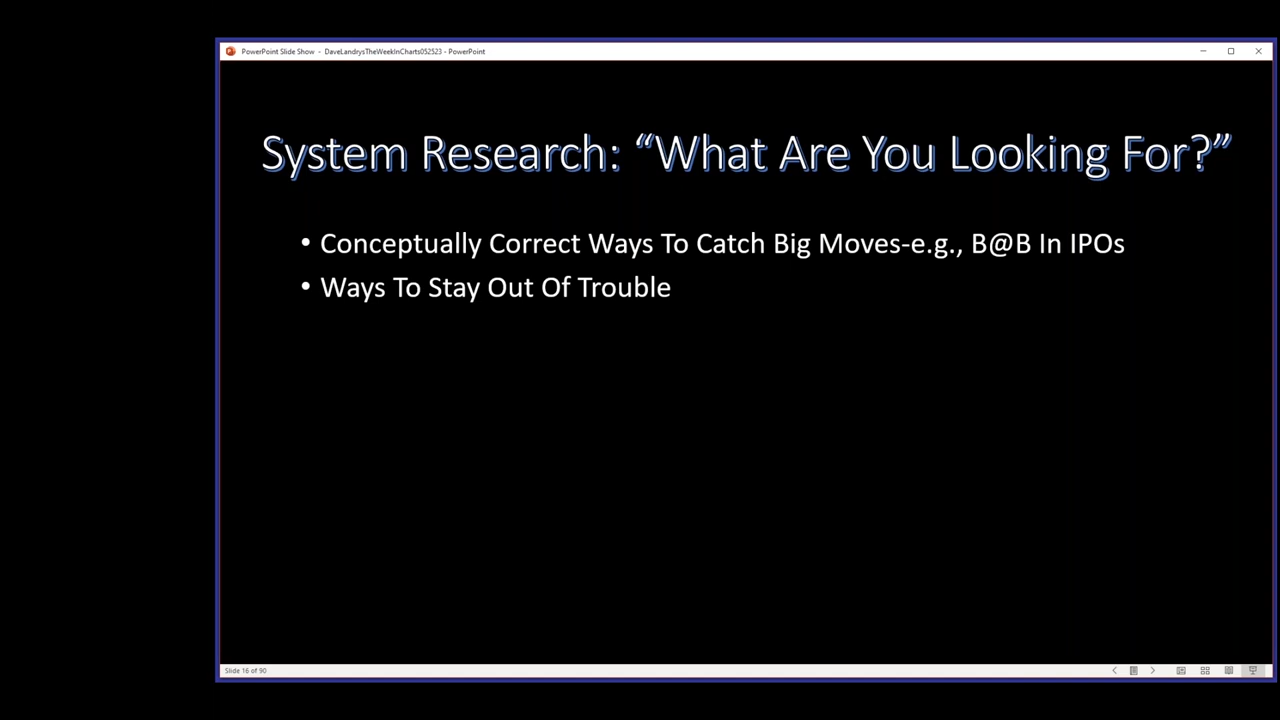 PowerPoint Slide Show - DaveLandrysTheWeekInCharts052523 - PowerPoint
System Research: “What Are You Looking For?”
• Conceptually Correct Ways To Catch Big Moves-e.g., B@B In IPOs
• Ways To Stay Out Of Trouble
Slide 16 of 90